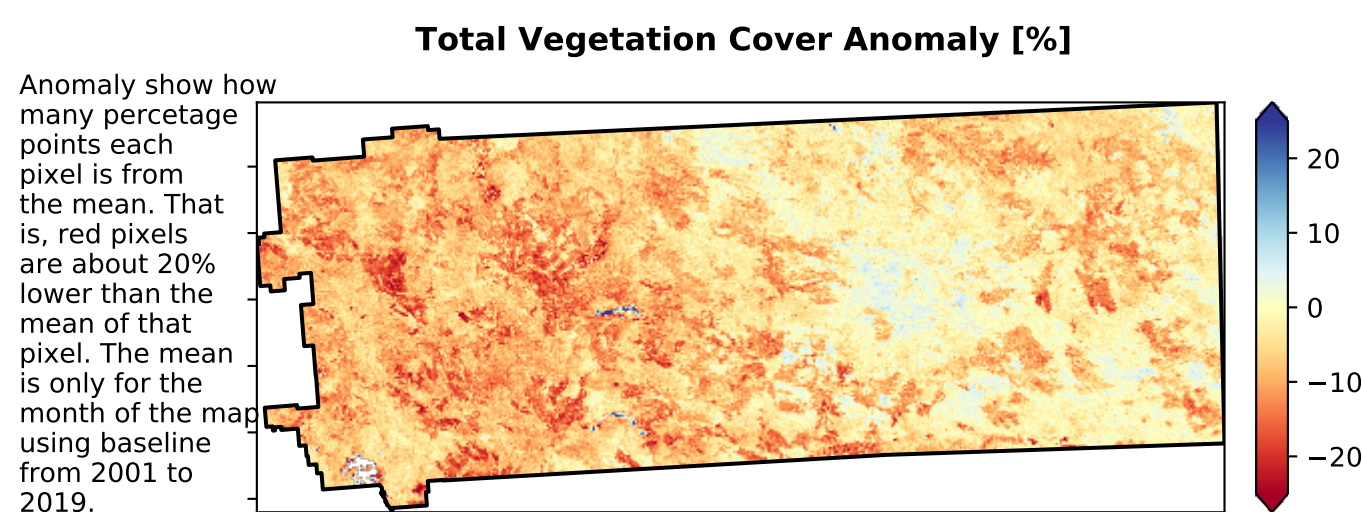 Total Vegetation Cover Anomaly [%]
Anomaly show how
many percetage
points each
pixel is from
the mean. That
is, red pixels
are about 20%
lower than the
mean of that
pixel. The mean
is only for the
month of the map
using baseline
from 2001 to
2019.
20
10
0
−10
−20